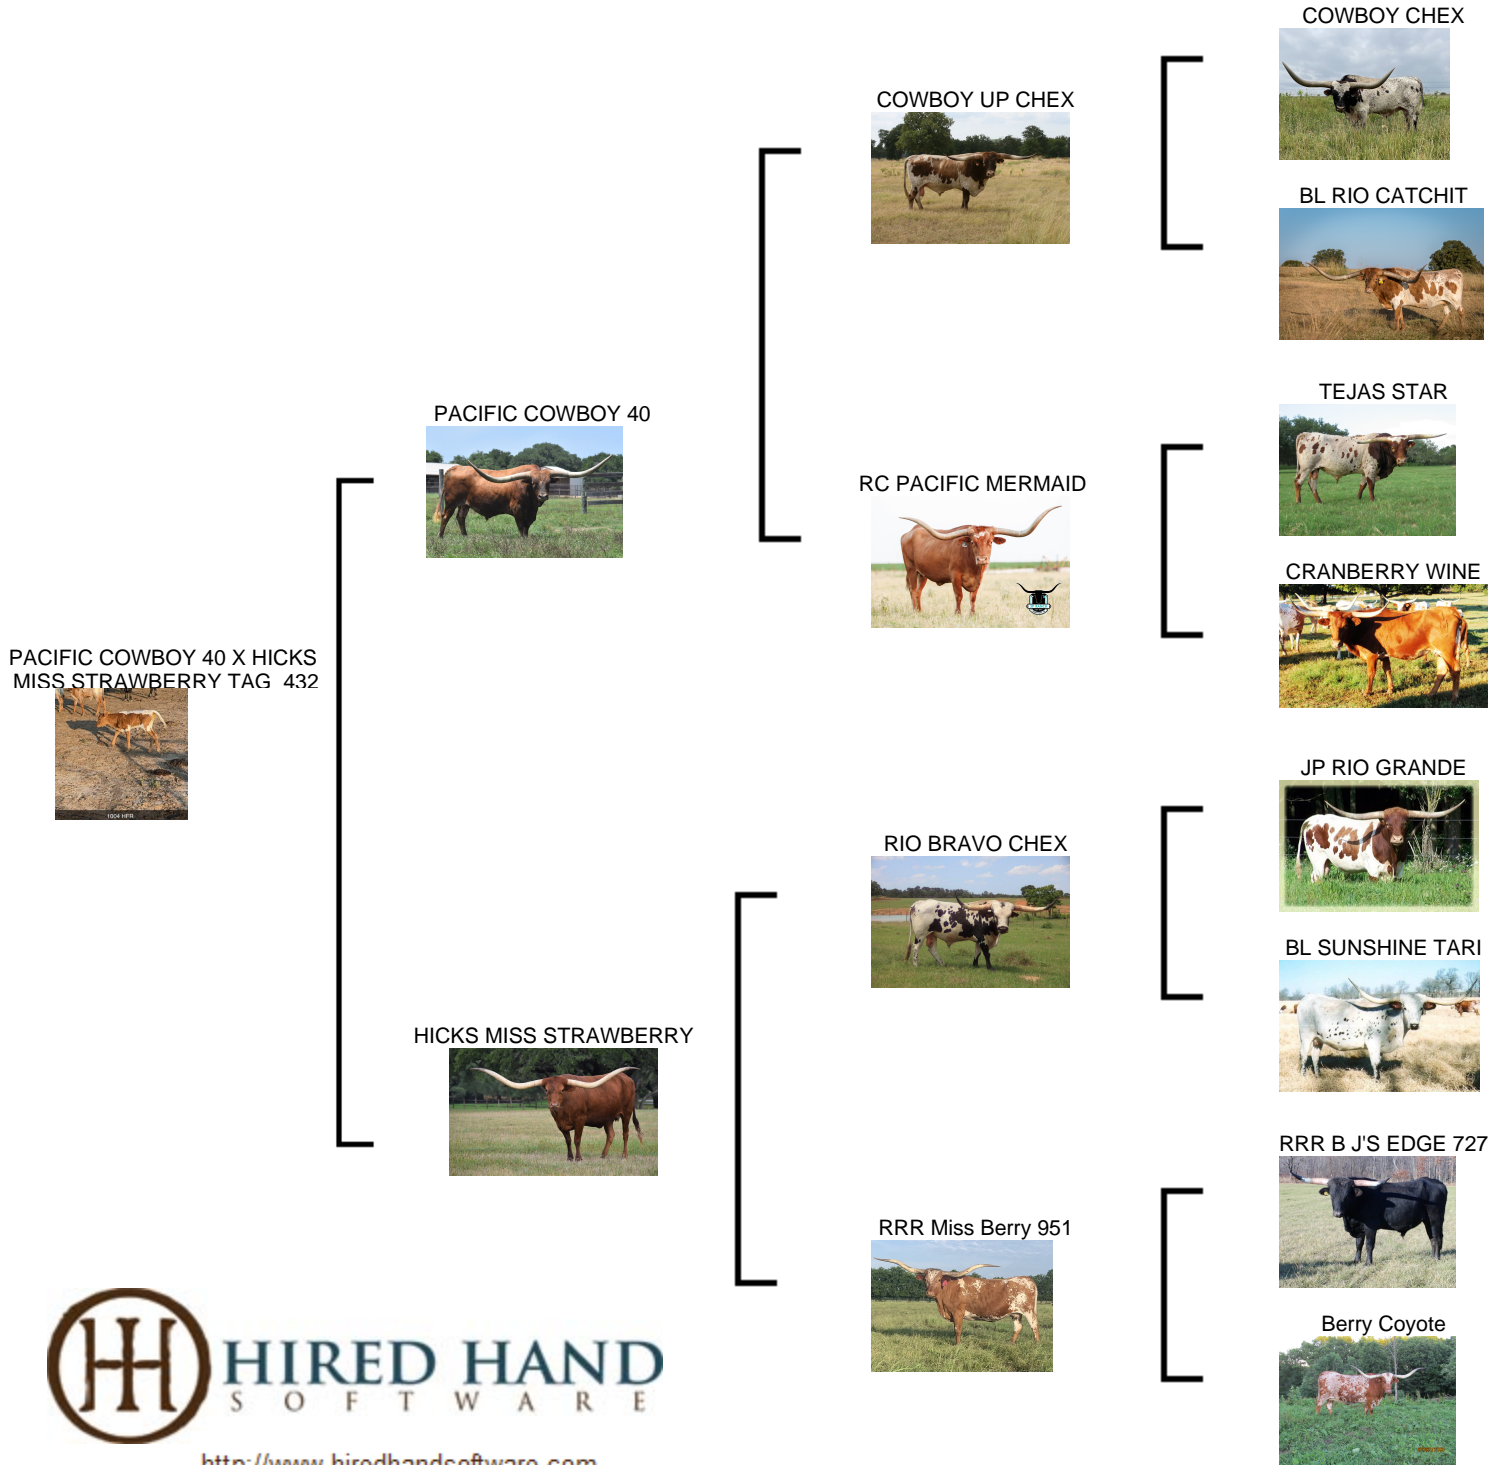 COWBOY CHEX
COWBOY UP CHEX
BL RIO CATCHIT
PACIFIC COWBOY 40
TEJAS STAR
RC PACIFIC MERMAID
CRANBERRY WINE
PACIFIC COWBOY 40 X HICKS
MISS STRAWBERRY TAG 432
1004 HFR
JP RIO GRANDE
RIO BRAVO CHEX
BL SUNSHINE TARI
HICKS MISS STRAWBERRY
RRR B J'S EDGE 727
RRR Miss Berry 951
Berry Coyote
HIRED HAND
SOFTWARE
http://www.hiredhandsoftware.com